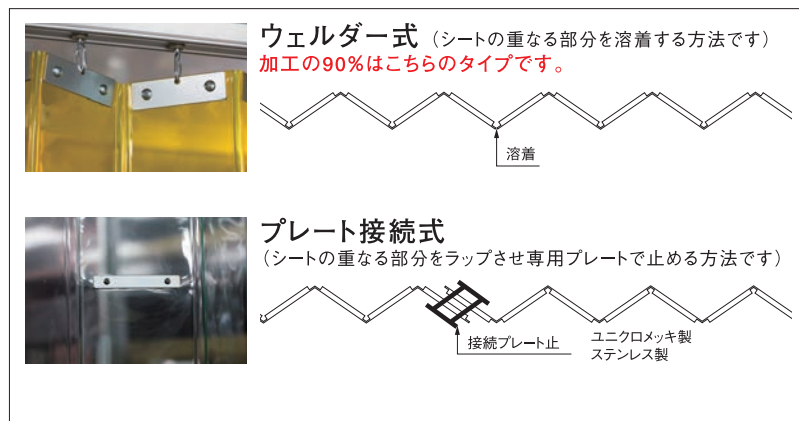 ウェルダー式(シートの重なる部分を溶着する方法です)
加工の90%はこちらのタイプです。
溶着
プレート接続式
(シートの重なる部分をラップさせ専用プレートで止める方法です)
接続プレート止
ユニクロメッキ製
ステンレス製